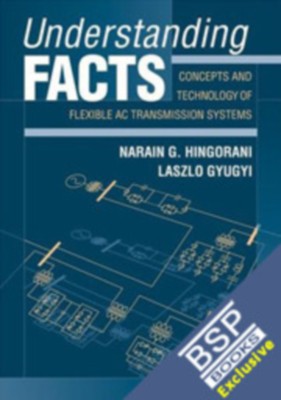 Understanding
FACTS
CONCEPTS AND
TECHNOLOGY OF
FLEXIBLE AC TRANSMISSION SYSTEMS
NARAIN G. HINGORANI
LASZLO GYUGYI
BSP
BOOKS
Exclusive